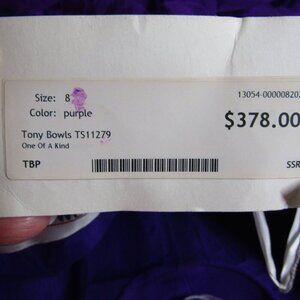 13054-00000820
Size: 8
Color: purple
$378.00
Tony Bowls TS11279
One Of A Kind
TBP
SSR